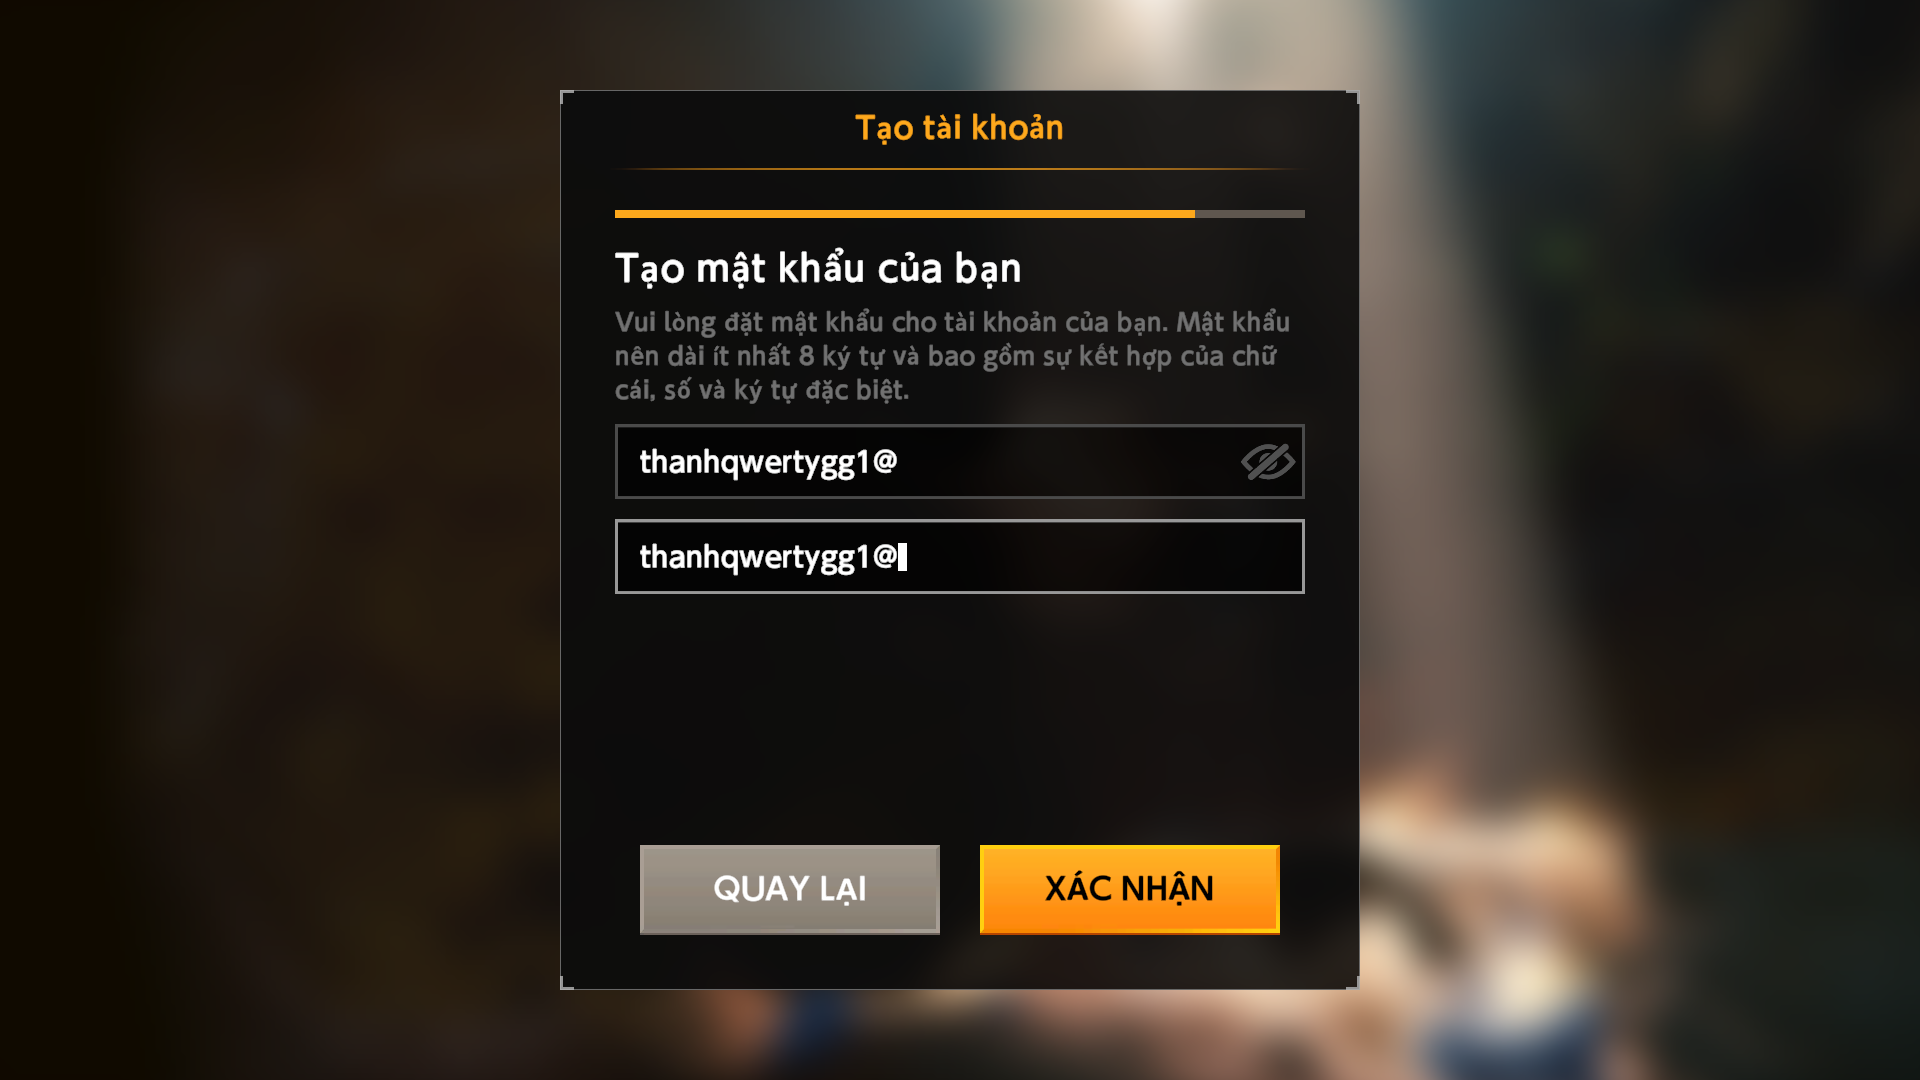 Tạo tài khoản
Tạo mật khẩu của bạn
Vui lòng đặt mật khẩu cho tài khoản của bạn. Mật khẩu
nên dài ít nhất 8 ký tự và bao gồm sự kết hợp của chữ
cái, số và ký tự đặc biệt.
thanhqwertygg1@
thanhqwertygg1@
QUAY LẠI
XÁC NHẬN